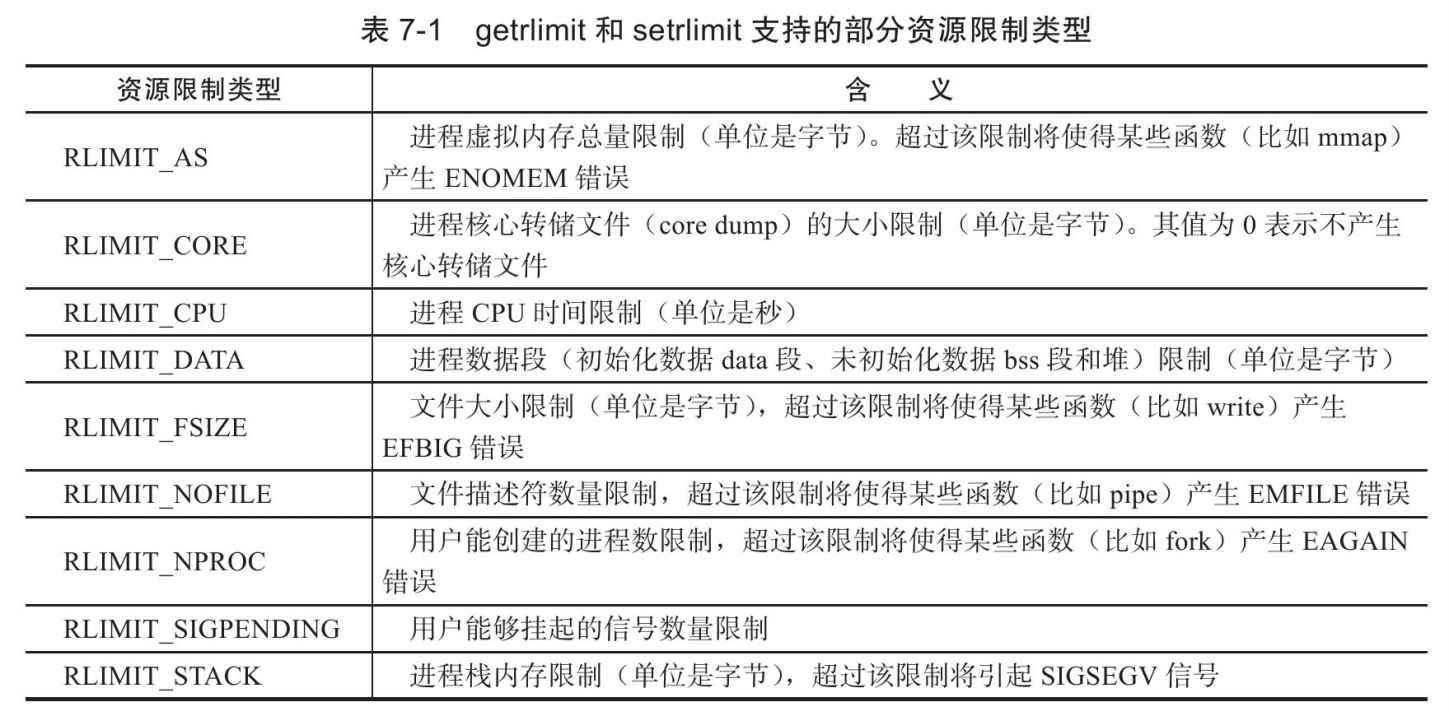 表 7-1 getrlimit 和 setrlimit 支持的部分资源限制类型
资源限制类型 含 义
RLIMIT_AS 进程虚拟内存总量限制（单位是字节）。超过该限制将使得某些函数（比如 mmap）
产生 ENOMEM 错误
RLIMIT_CORE 进程核心转储文件（core dump）的大小限制（单位是字节）。其值为 0 表示不产生
核心转储文件
RLIMIT_CPU 进程 CPU 时间限制（单位是秒）
RLIMIT_DATA 进程数据段（初始化数据 data 段、未初始化数据 bss 段和堆）限制（单位是字节）
RLIMIT_FSIZE 文件大小限制（单位是字节），超过该限制将使得某些函数（比如 write）产生
EFBIG 错误
RLIMIT_NOFILE 文件描述符数量限制，超过该限制将使得某些函数（比如 pipe）产生 EMFILE 错误
RLIMIT_NPROC 用户能创建的进程数限制，超过该限制将使得某些函数（比如 fork）产生 EAGAIN
错误
RLIMIT_SIGPENDING 用户能够挂起的信号数量限制
RLIMIT_STACK 进程栈内存限制（单位是字节），超过该限制将引起 SIGSEGV 信号